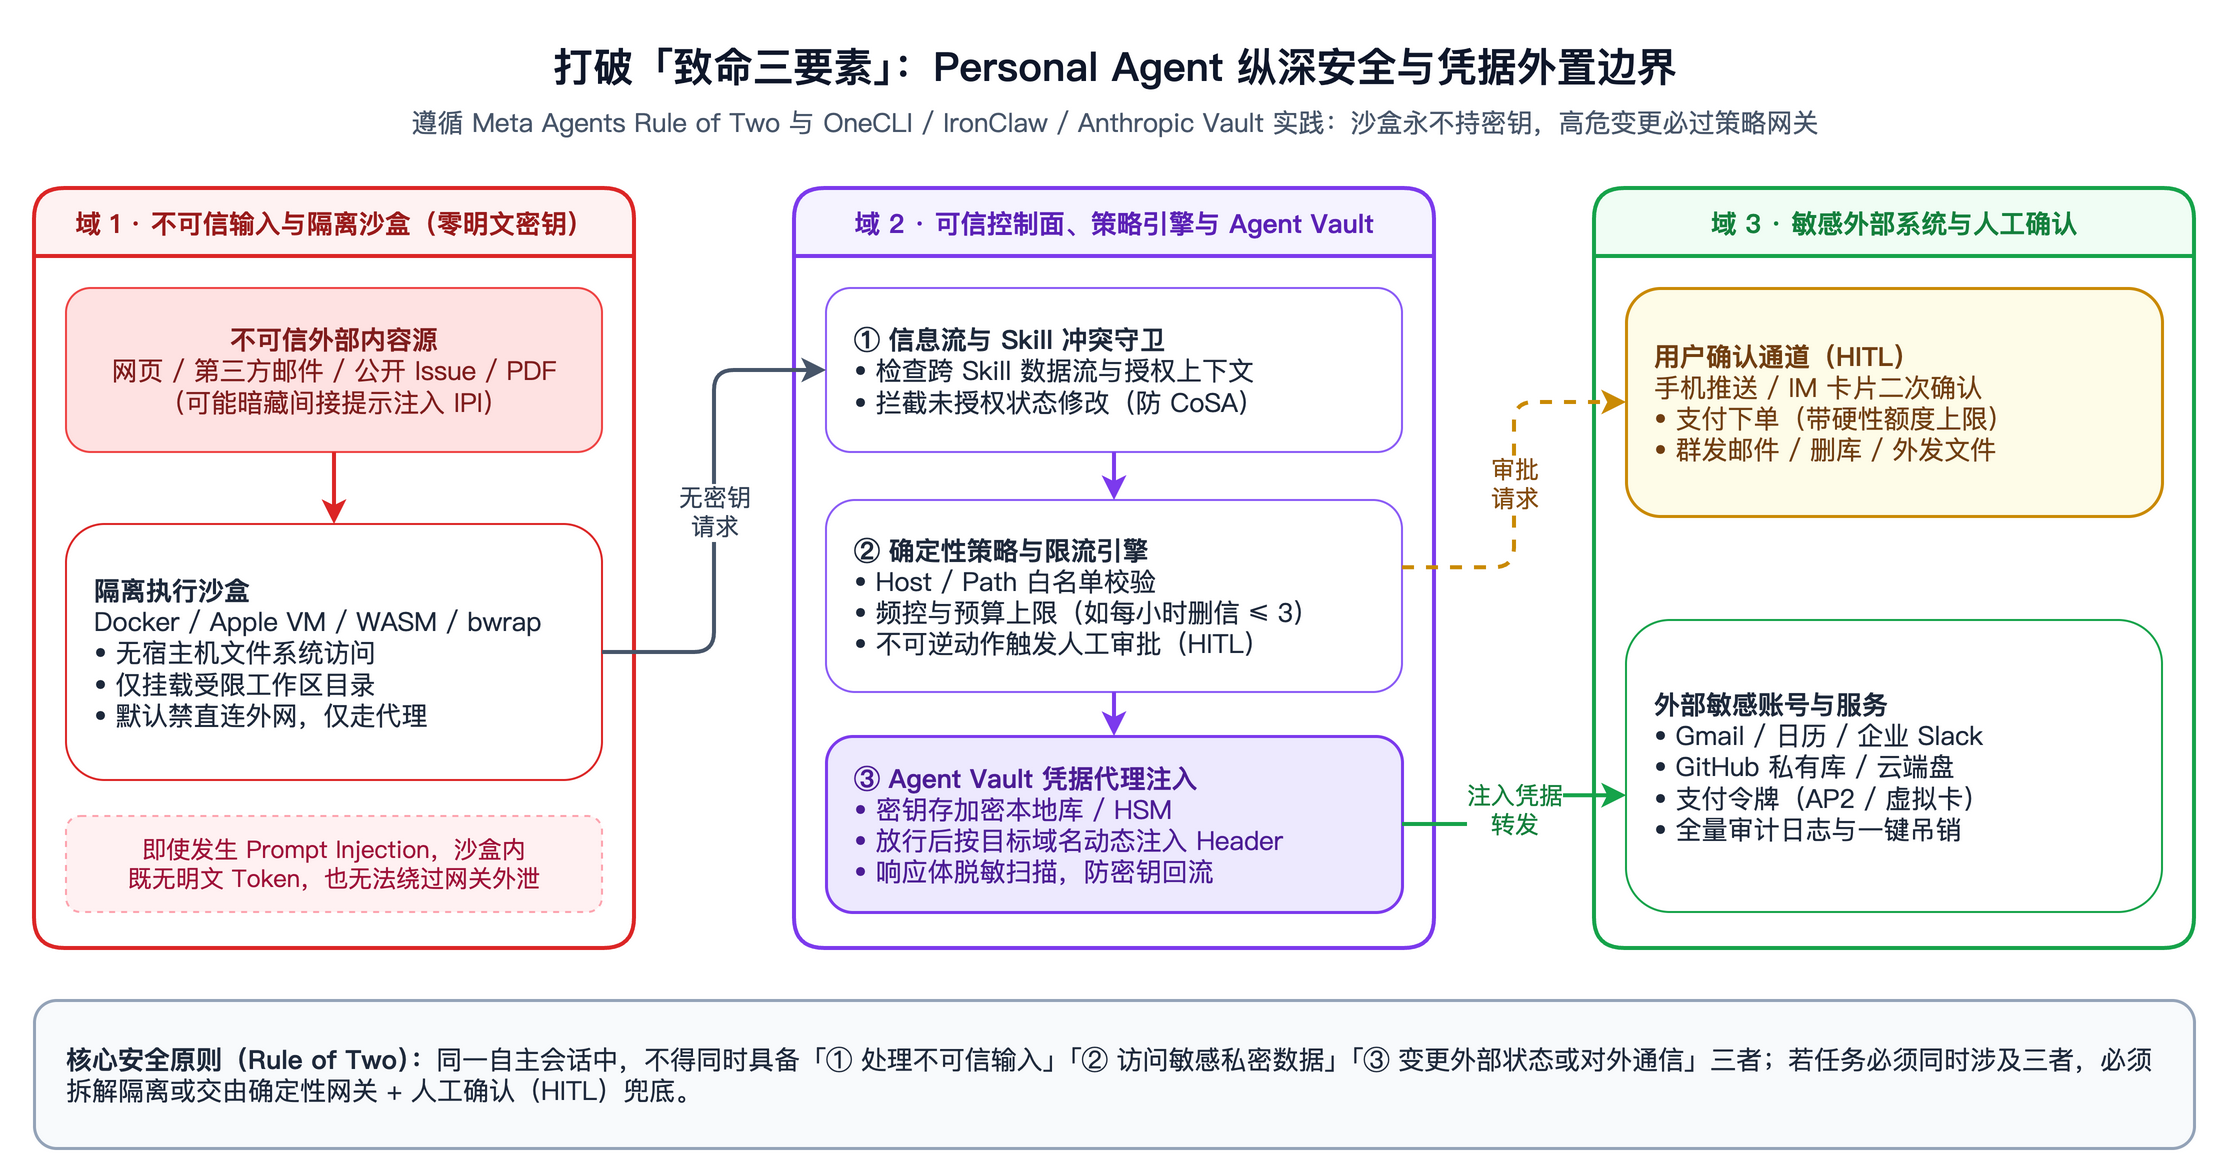 打破「致命三要素」：Personal Agent 纵深安全与凭据外置边界
遵循 Meta Agents Rule of Two 与 OneCLI / IronClaw / Anthropic Vault 实践：沙盒永不持密钥，高危变更必过策略网关
域 1 · 不可信输入与隔离沙盒（零明文密钥）
不可信外部内容源
网页 / 第三方邮件 / 公开 Issue / PDF
（可能暗藏间接提示注入 IPI）
隔离执行沙盒
Docker / Apple VM / WASM / bwrap
• 无宿主机文件系统访问
• 仅挂载受限工作区目录
• 默认禁直连外网，仅走代理
即使发生 Prompt Injection，沙盒内
既无明文 Token，也无法绕过网关外泄
无密钥
请求
域 2 · 可信控制面、策略引擎与 Agent Vault
① 信息流与 Skill 冲突守卫
• 检查跨 Skill 数据流与授权上下文
• 拦截未授权状态修改（防 CoSA）
② 确定性策略与限流引擎
• Host / Path 白名单校验
• 频控与预算上限（如每小时删信 ≤ 3）
• 不可逆动作触发人工审批（HITL）
③ Agent Vault 凭据代理注入
• 密钥存加密本地库 / HSM
• 放行后按目标域名动态注入 Header
• 响应体脱敏扫描，防密钥回流
审批
请求
注入凭据
转发
域 3 · 敏感外部系统与人工确认
用户确认通道（HITL）
手机推送 / IM 卡片二次确认
• 支付下单（带硬性额度上限）
• 群发邮件 / 删库 / 外发文件
外部敏感账号与服务
• Gmail / 日历 / 企业 Slack
• GitHub 私有库 / 云端盘
• 支付令牌（AP2 / 虚拟卡）
• 全量审计日志与一键吊销
核心安全原则（Rule of Two）：同一自主会话中，不得同时具备「① 处理不可信输入」「② 访问敏感私密数据」「③ 变更外部状态或对外通信」三者；若任务必须同时涉及三者，必须
拆解隔离或交由确定性网关 + 人工确认（HITL）兜底。